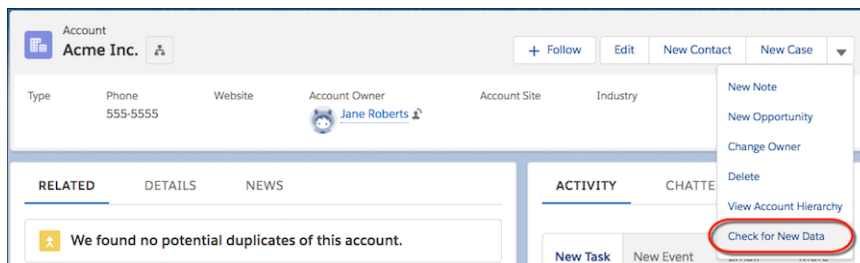 Account
Acme Inc.
+ Follow Edit New Contact New Case
Type Phone Website Account Owner Account Site Industry
555-5555 Jane Roberts
New Note
New Opportunity
Change Owner
Delete
View Account Hierarchy
Check for New Data
RELATED DETAILS NEWS
ACTIVITY CHATTE
We found no potential duplicates of this account.
New Task New Event